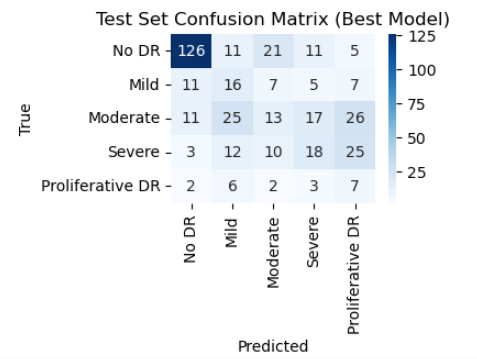 Test Set Confusion Matrix (Best Model)
No DR 126 11 21 11 5
Mild 11 16 7 5 7
Moderate 11 25 13 17 26
Severe 3 12 10 18 25
Proliferative DR 2 6 2 3 7
True
No DR
Mild
Moderate
Severe
Proliferative DR
Predicted
125
100
75
50
25